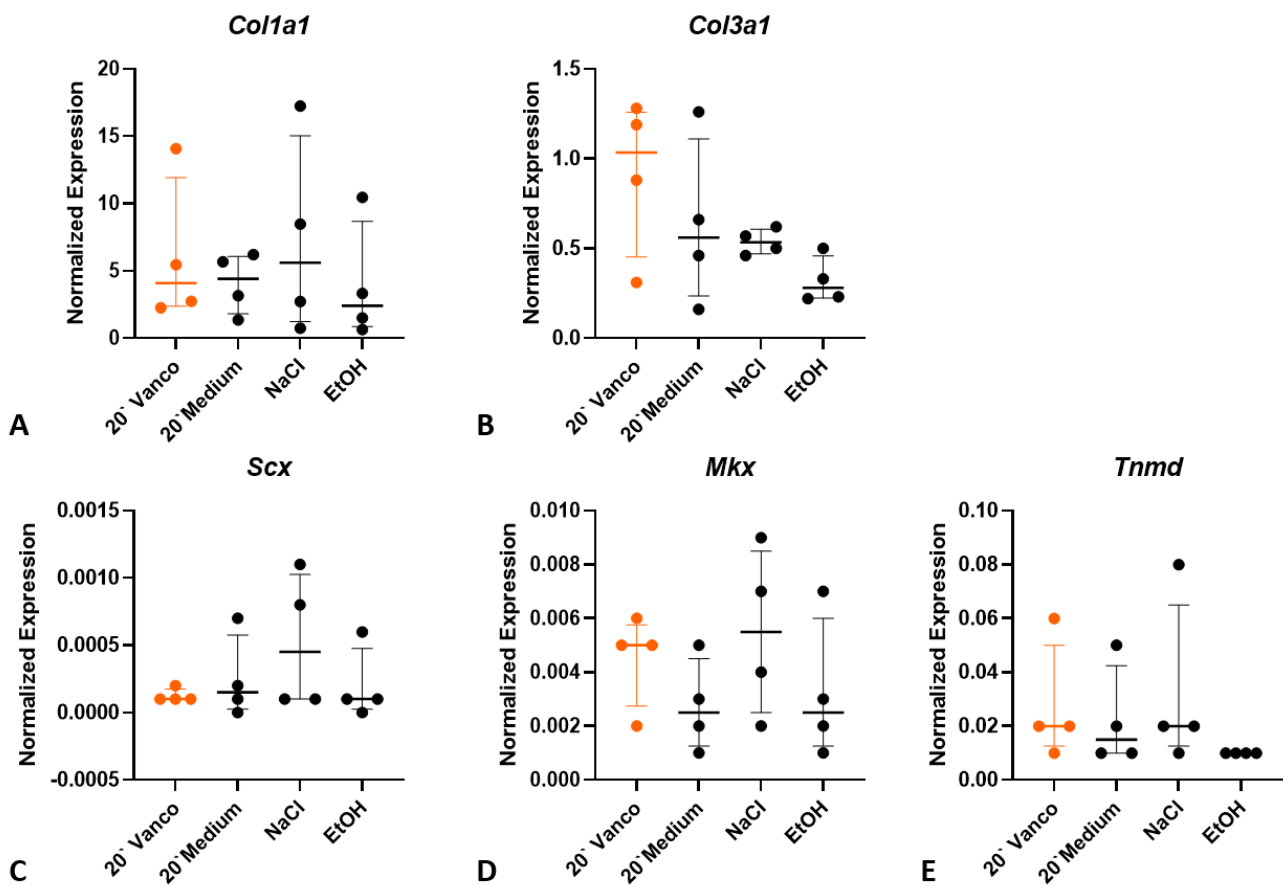 Col1a1
Normalized Expression
20
15
10
5
0
20` Vanco
20`Medium
NaCl
EtOH
A
Col3a1
Normalized Expression
1.5
1.0
0.5
0.0
20` Vanco
20`Medium
NaCl
EtOH
B
Scx
Normalized Expression
0.0015
0.0010
0.0005
0.0000
-0.0005
20` Vanco
20`Medium
NaCl
EtOH
C
Mkx
Normalized Expression
0.010
0.008
0.006
0.004
0.002
0.000
20` Vanco
20`Medium
NaCl
EtOH
D
Tnmd
Normalized Expression
0.10
0.08
0.06
0.04
0.02
0.00
20` Vanco
20`Medium
NaCl
EtOH
E